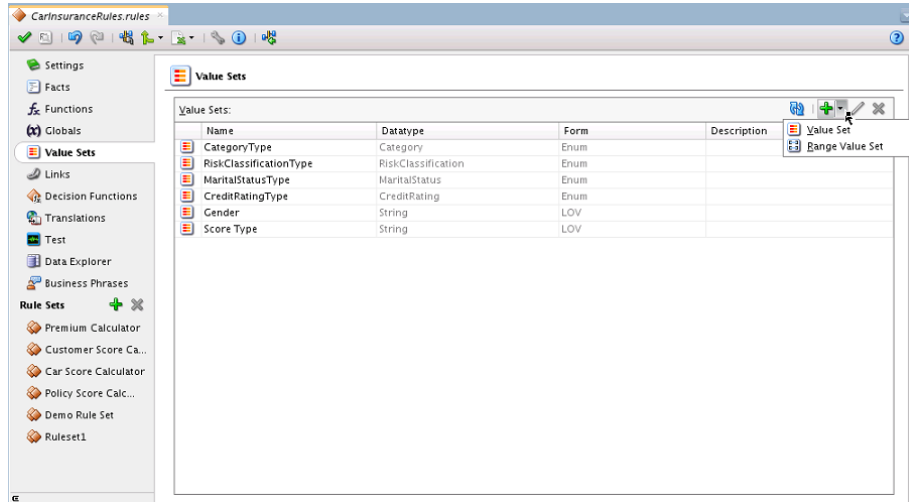 CarInsuranceRules.rules
Settings
Facts
Functions
Globals
Value Sets
Links
Decision Functions
Translations
Test
Data Explorer
Business Phrases
Rule Sets
Premium Calculator
Customer Score Ca...
Car Score Calculator
Policy Score Calc...
Demo Rule Set
Ruleset1
Value Sets
Value Sets:
Value Set
Range Value Set
Name Datatype Form Description
CategoryType Category Enum
RiskClassificationType RiskClassification Enum
MaritalStatusType MaritalStatus Enum
CreditRatingType CreditRating Enum
Gender String LOV
Score Type String LOV